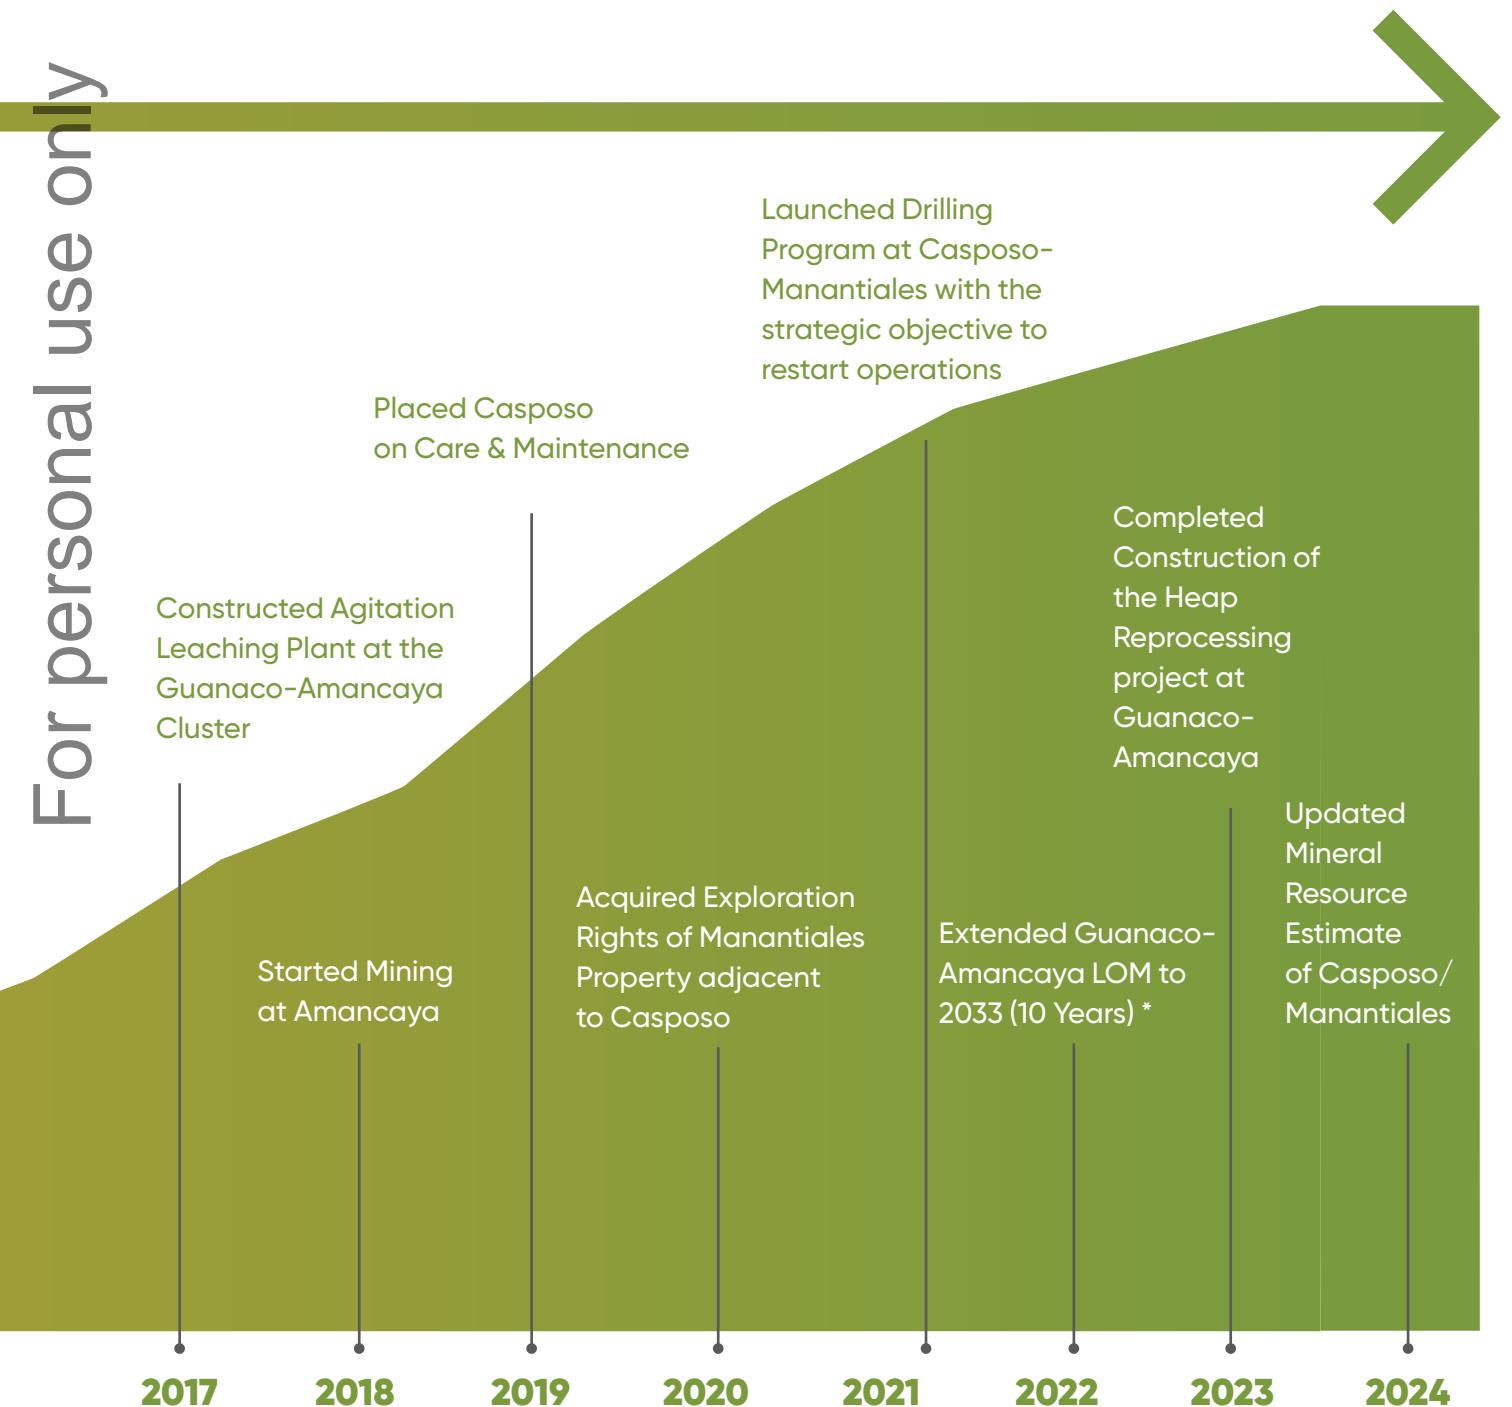 For personal use only
Launched Drilling
Program at Casposo-
Manantiales with the
strategic objective to
restart operations
Placed Casposo
on Care & Maintenance
Completed
Construction of
the Heap
Reprocessing
project at
Guanaco-
Amancaya
Constructed Agitation
Leaching Plant at the
Guanaco-Amancaya
Cluster
Updated
Mineral
Resource
Estimate
of Casposo/
Manantiales
Acquired Exploration
Rights of Manantiales
Property adjacent
to Casposo
Extended Guanaco-
Amancaya LOM to
2033 (10 Years) *
Started Mining
at Amancaya
2017 2018 2019 2020 2021 2022 2023 2024